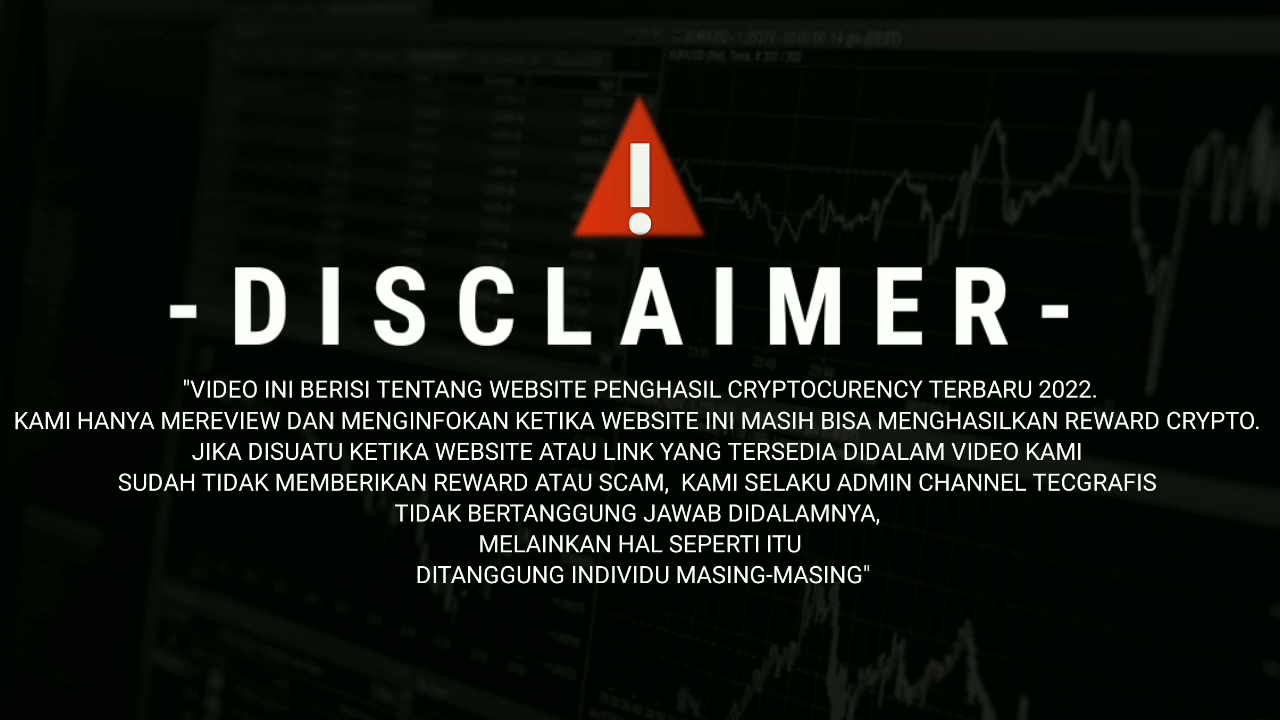 EURUSD
- DISCLAIMER -
"VIDEO INI BERISI TENTANG WEBSITE PENGHASIL CRYPTOCURENCY TERBARU 2022.
KAMI HANYA MEREVIEW DAN MENGINFOKAN KETIKA WEBSITE INI MASIH BISA MENGHASILKAN REWARD CRYPTO.
JIKA DISUATU KETIKA WEBSITE ATAU LINK YANG TERSEDIA DIDALAM VIDEO KAMI
SUDAH TIDAK MEMBERIKAN REWARD ATAU SCAM,  KAMI SELAKU ADMIN CHANNEL TECGRAFIS
TIDAK BERTANGGUNG JAWAB DIDALAMNYA,
MELAINKAN HAL SEPERTI ITU
DITANGGUNG INDIVIDU MASING-MASING"